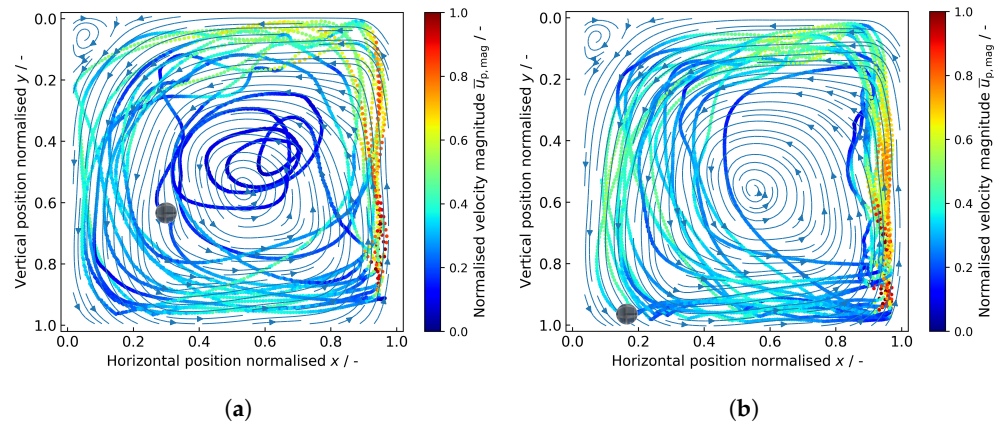 0.0
0.2
0.4
0.6
0.8
1.0
Vertical position normalised y / -
0.0 0.2 0.4 0.6 0.8 1.0
Horizontal position normalised x / -
1.0
0.8
0.6
0.4
0.2
0.0
Normalised velocity magnitude u̅p, mag / -
(a)
0.0
0.2
0.4
0.6
0.8
1.0
Vertical position normalised y / -
0.0 0.2 0.4 0.6 0.8 1.0
Horizontal position normalised x / -
1.0
0.8
0.6
0.4
0.2
0.0
Normalised velocity magnitude u̅p, mag / -
(b)